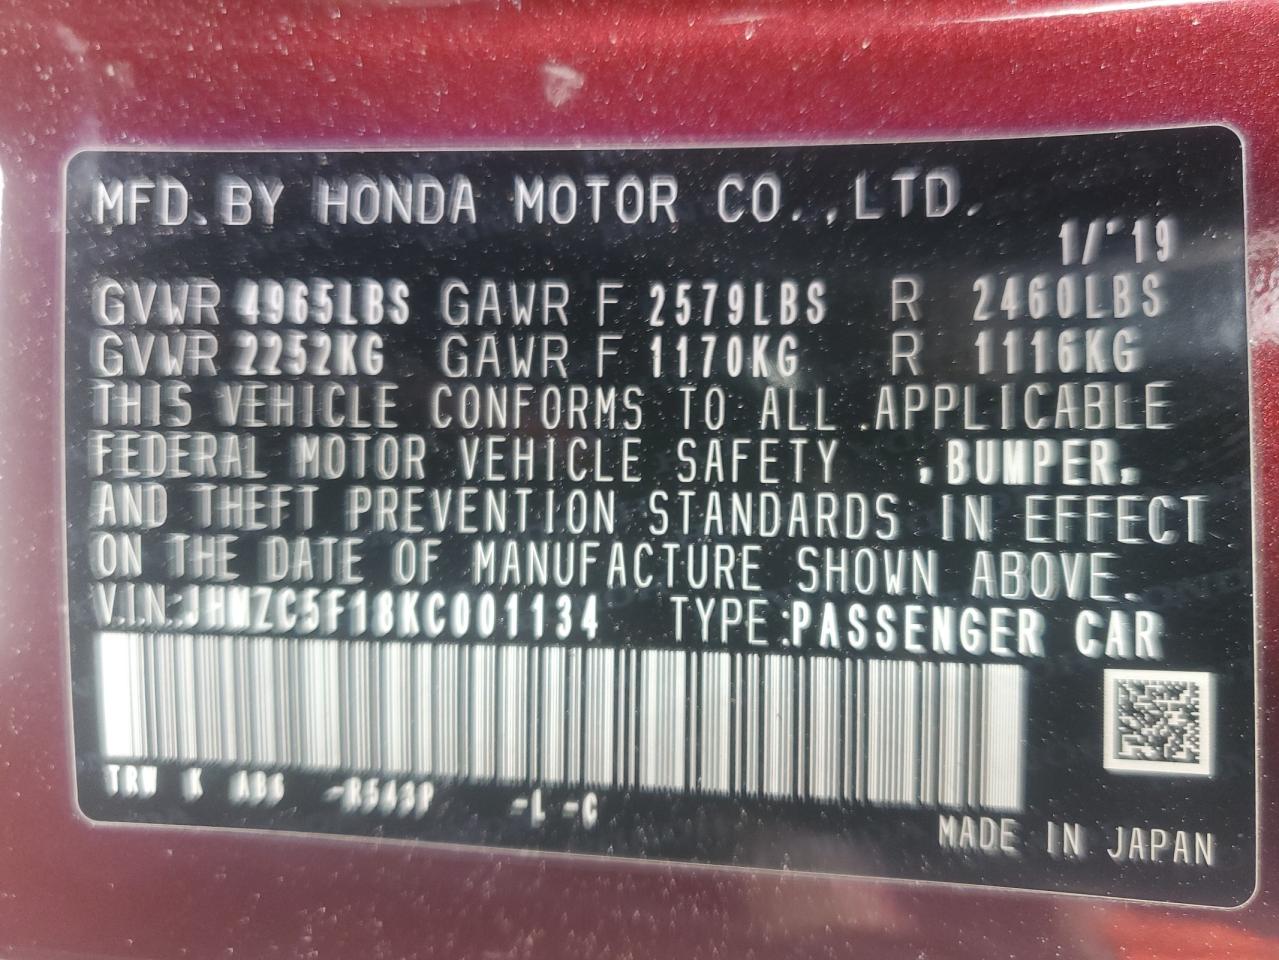 MFD. BY HONDA MOTOR CO., LTD.
1/'19
GVWR 4965LBS GAWR F 2579LBS R 2460LBS
GVWR 2252KG GAWR F 1170KG R 1116KG
THIS VEHICLE CONFORMS TO ALL APPLICABLE
FEDERAL MOTOR VEHICLE SAFETY , BUMPER,
AND THEFT PREVENTION STANDARDS IN EFFECT
ON THE DATE OF MANUFACTURE SHOWN ABOVE.
V.I.N.:JHMZC5F18KC001134 TYPE:PASSENGER CAR
K -R543P -L -C
MADE IN JAPAN